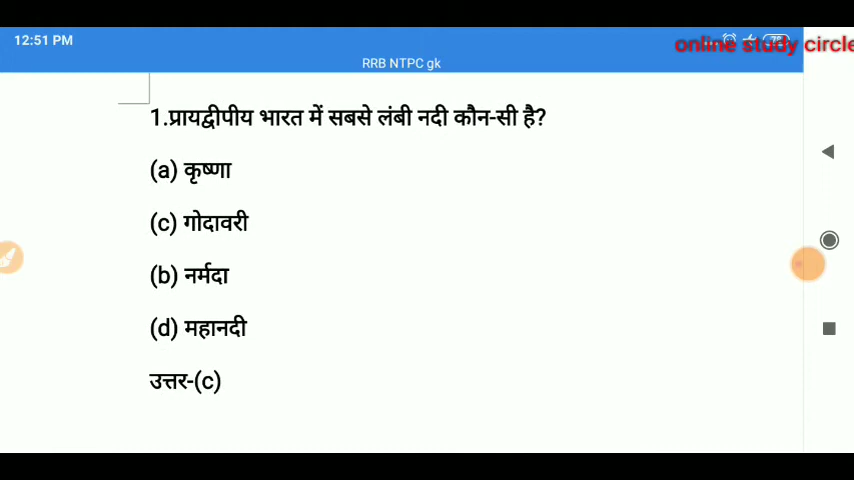 12:51 PM
online study circle
RRB NTPC gk
1.प्रायद्वीपीय भारत में सबसे लंबी नदी कौन-सी है?
(a) कृष्णा
(c) गोदावरी
(b) नर्मदा
(d) महानदी
उत्तर-(c)